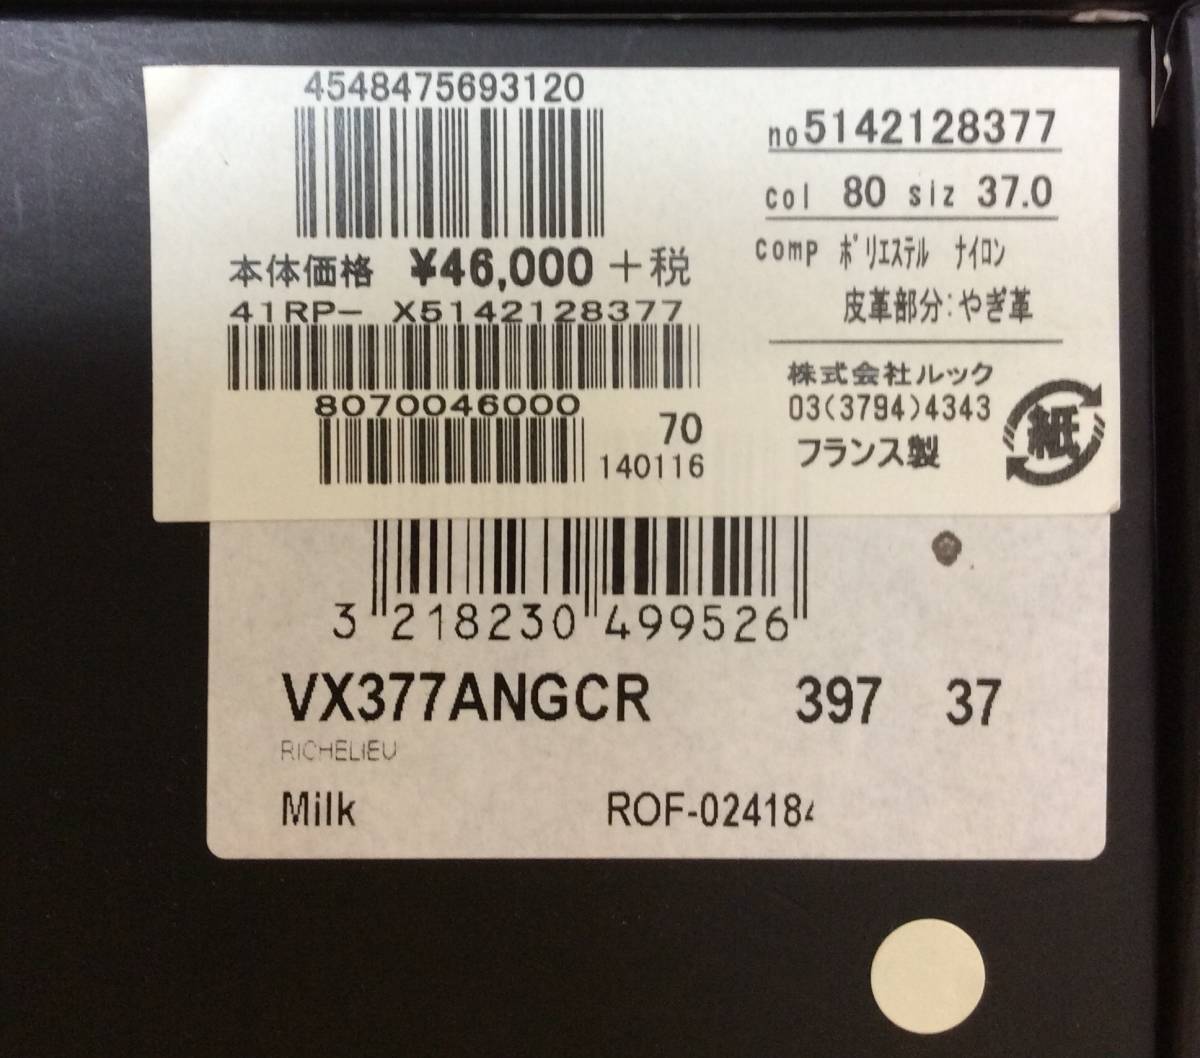 4548475693120
本体価格 ¥46,000+税
41RP- X5142128377
8070046000
70
140116
no5142128377
col 80 siz 37.0
comp ポリエステル ナイロン
皮革部分:やぎ革
株式会社ルック
03(3794)4343
フランス製
紙
3 218230 499526
VX377ANGCR 397 37
RICHELIEU
Milk ROF-024184